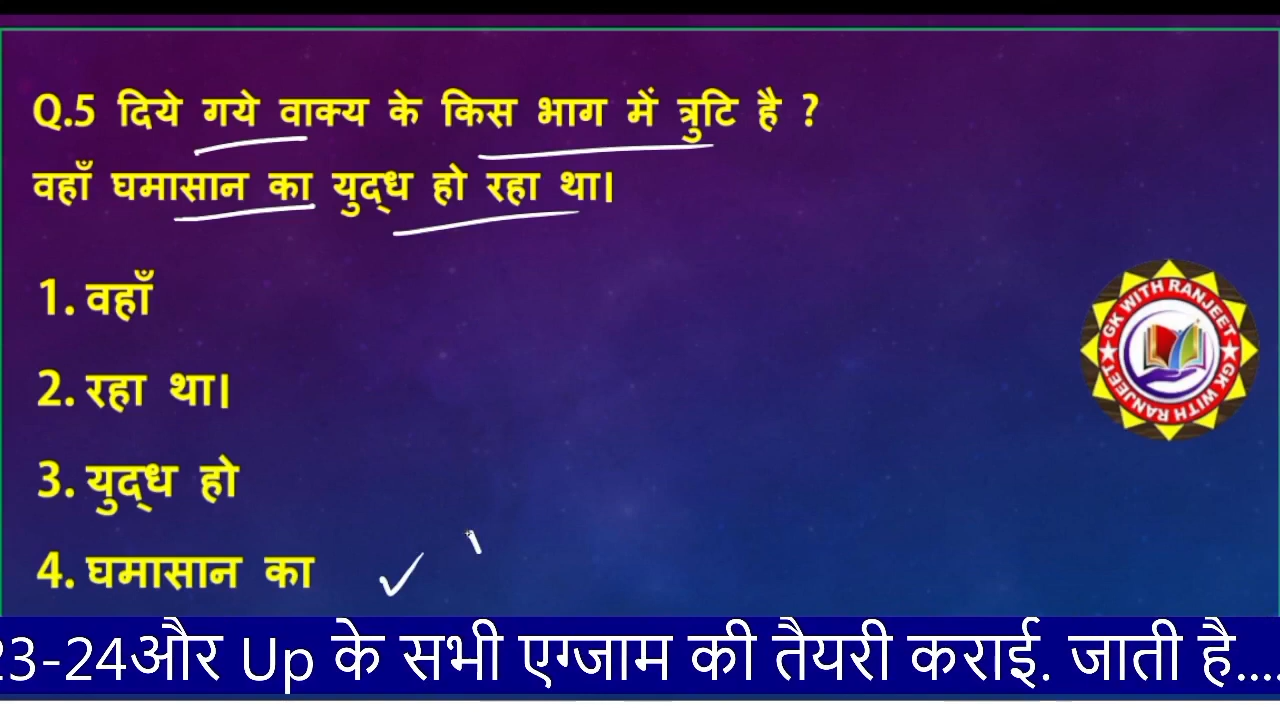 Q.5 दिये गये वाक्य के किस भाग में त्रुटि है ?
वहाँ घमासान का युद्ध हो रहा था।
1. वहाँ
2. रहा था।
3. युद्ध हो
4. घमासान का
GK WITH RANJEET ★ GK WITH RANJEET ★
23-24और Up के सभी एग्जाम की तैयरी कराई. जाती है....